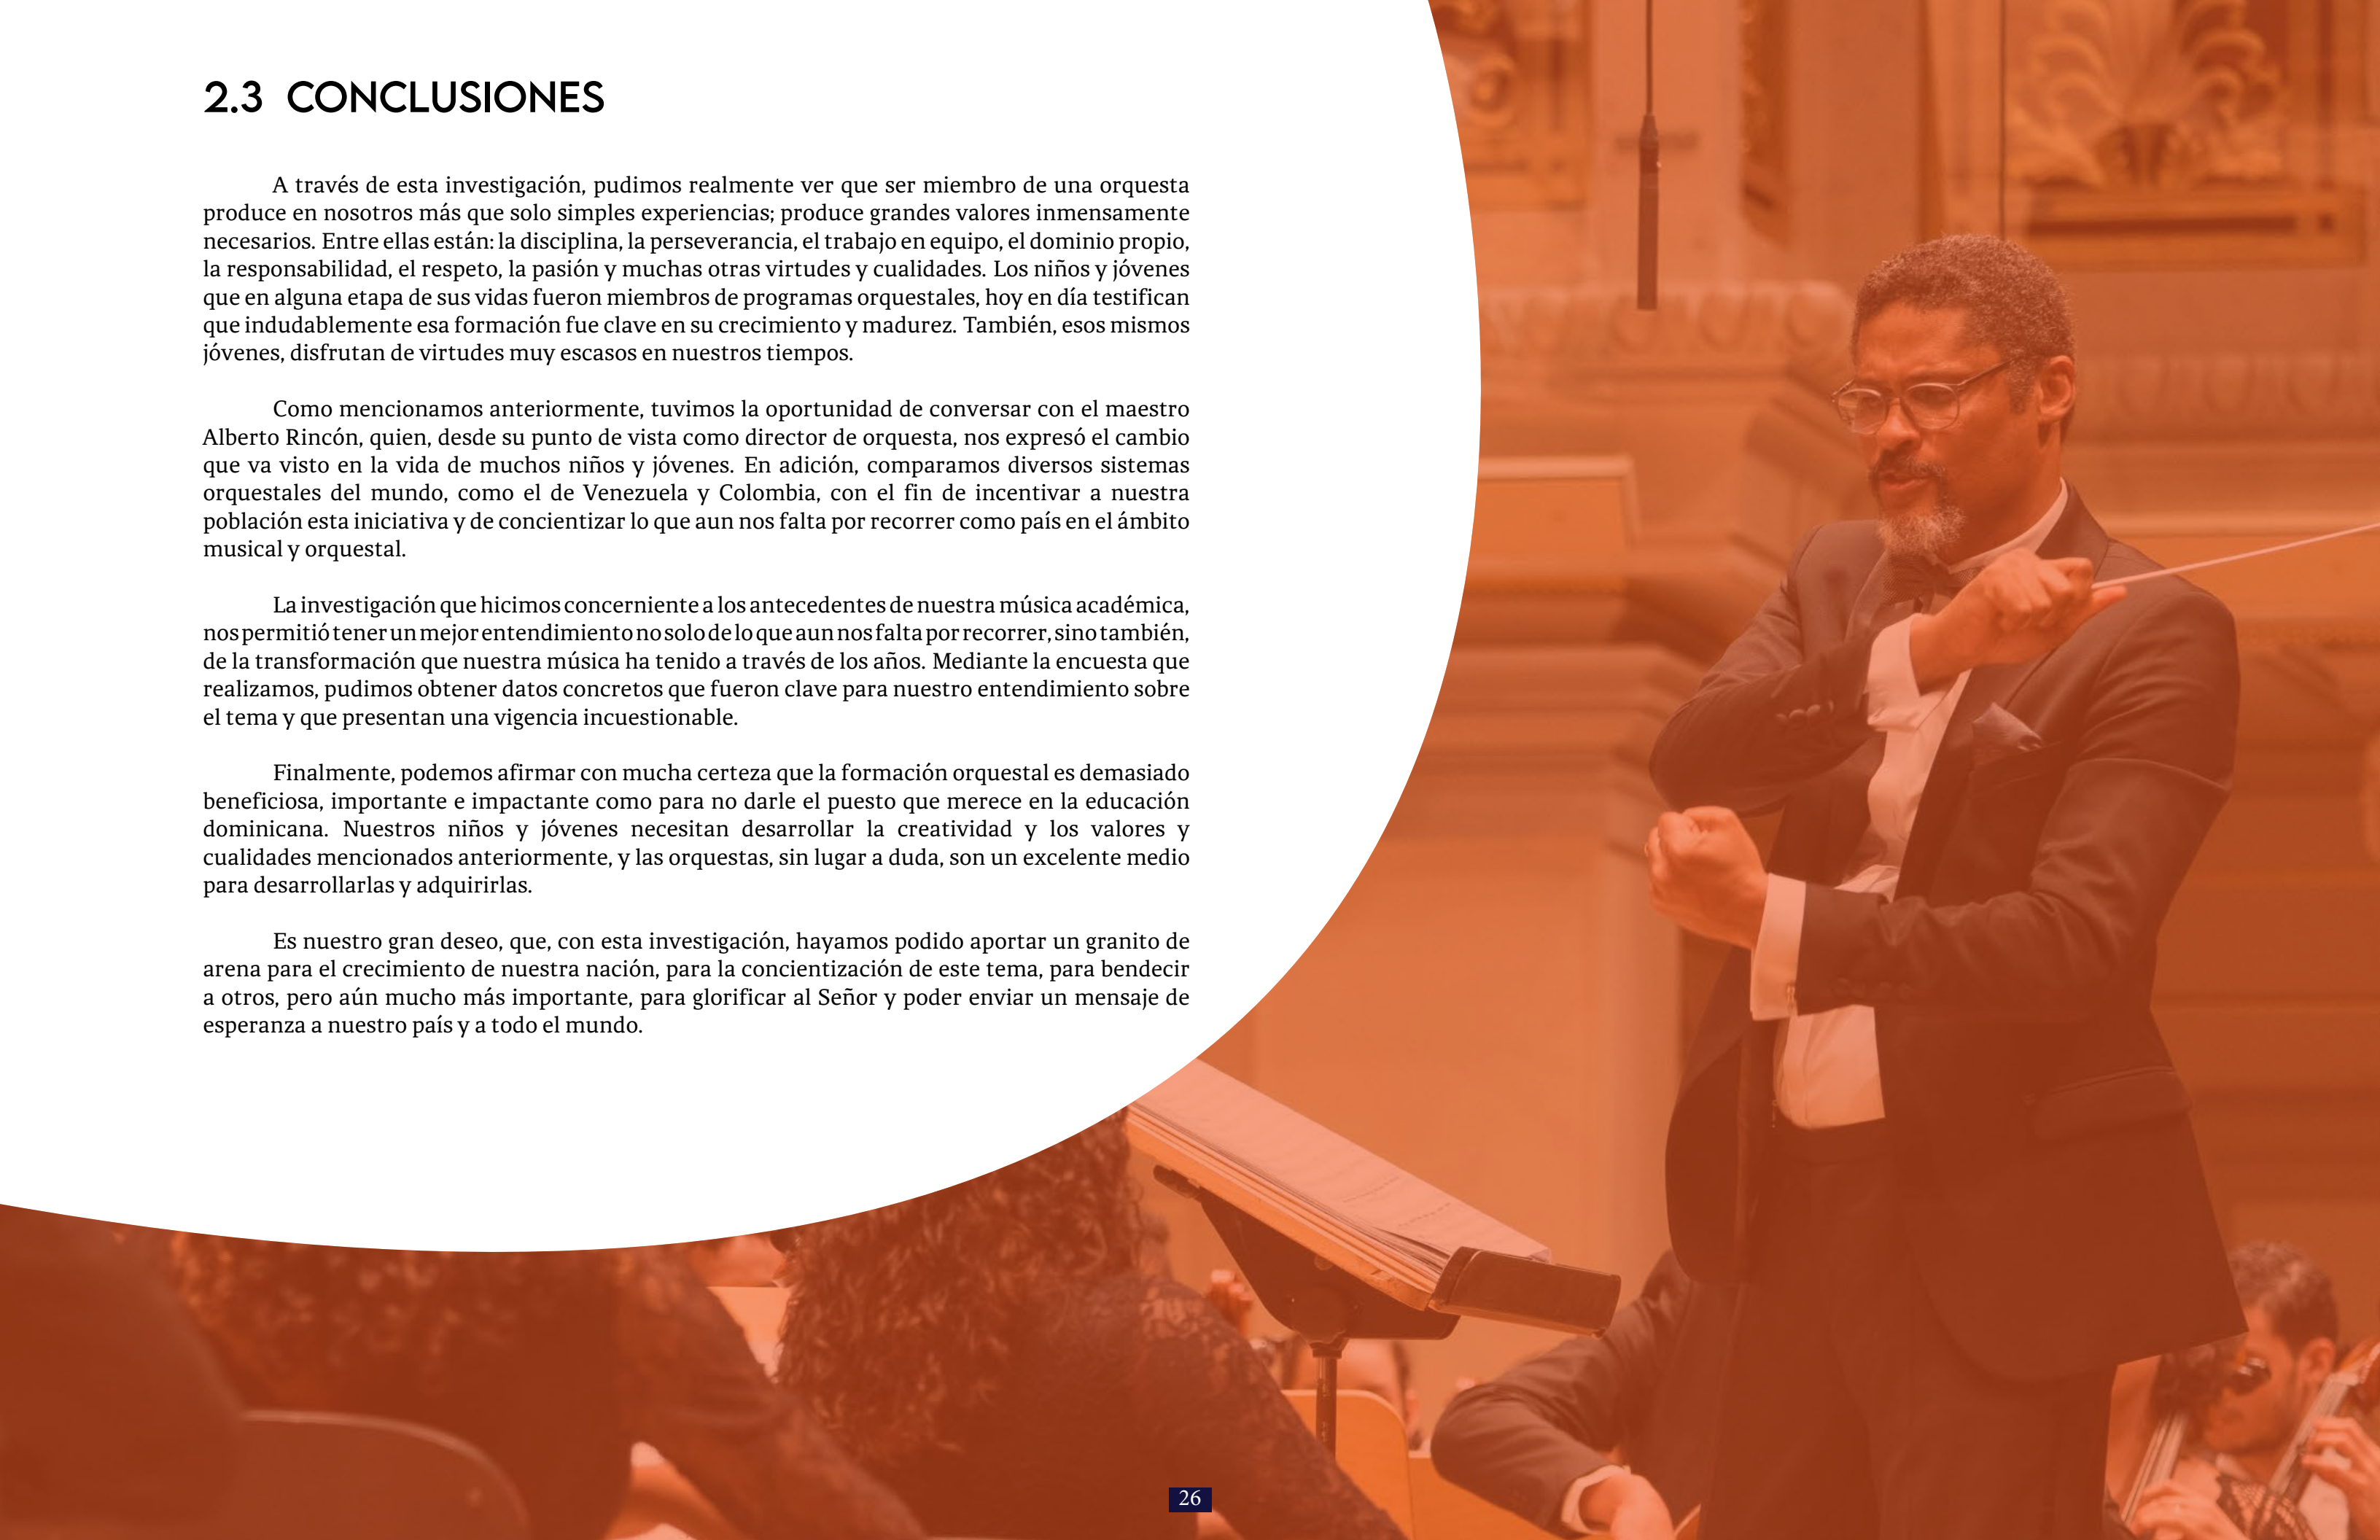 2.3 CONCLUSIONES
A través de esta investigación, pudimos realmente ver que ser miembro de una orquesta
produce en nosotros más que solo simples experiencias; produce grandes valores inmensamente
necesarios. Entre ellas están: la disciplina, la perseverancia, el trabajo en equipo, el dominio propio,
la responsabilidad, el respeto, la pasión y muchas otras virtudes y cualidades. Los niños y jóvenes
que en alguna etapa de sus vidas fueron miembros de programas orquestales, hoy en día testifican
que indudablemente esa formación fue clave en su crecimiento y madurez. También, esos mismos
jóvenes, disfrutan de virtudes muy escasos en nuestros tiempos.
Como mencionamos anteriormente, tuvimos la oportunidad de conversar con el maestro
Alberto Rincón, quien, desde su punto de vista como director de orquesta, nos expresó el cambio
que va visto en la vida de muchos niños y jóvenes. En adición, comparamos diversos sistemas
orquestales del mundo, como el de Venezuela y Colombia, con el fin de incentivar a nuestra
población esta iniciativa y de concientizar lo que aun nos falta por recorrer como país en el ámbito
musical y orquestal.
La investigación que hicimos concerniente a los antecedentes de nuestra música académica,
nos permitió tener un mejor entendimiento no solo de lo que aun nos falta por recorrer, sino también,
de la transformación que nuestra música ha tenido a través de los años. Mediante la encuesta que
realizamos, pudimos obtener datos concretos que fueron clave para nuestro entendimiento sobre
el tema y que presentan una vigencia incuestionable.
Finalmente, podemos afirmar con mucha certeza que la formación orquestal es demasiado
beneficiosa, importante e impactante como para no darle el puesto que merece en la educación
dominicana. Nuestros niños y jóvenes necesitan desarrollar la creatividad y los valores y
cualidades mencionados anteriormente, y las orquestas, sin lugar a duda, son un excelente medio
para desarrollarlas y adquirirlas.
Es nuestro gran deseo, que, con esta investigación, hayamos podido aportar un granito de
arena para el crecimiento de nuestra nación, para la concientización de este tema, para bendecir
a otros, pero aún mucho más importante, para glorificar al Señor y poder enviar un mensaje de
esperanza a nuestro país y a todo el mundo.
26